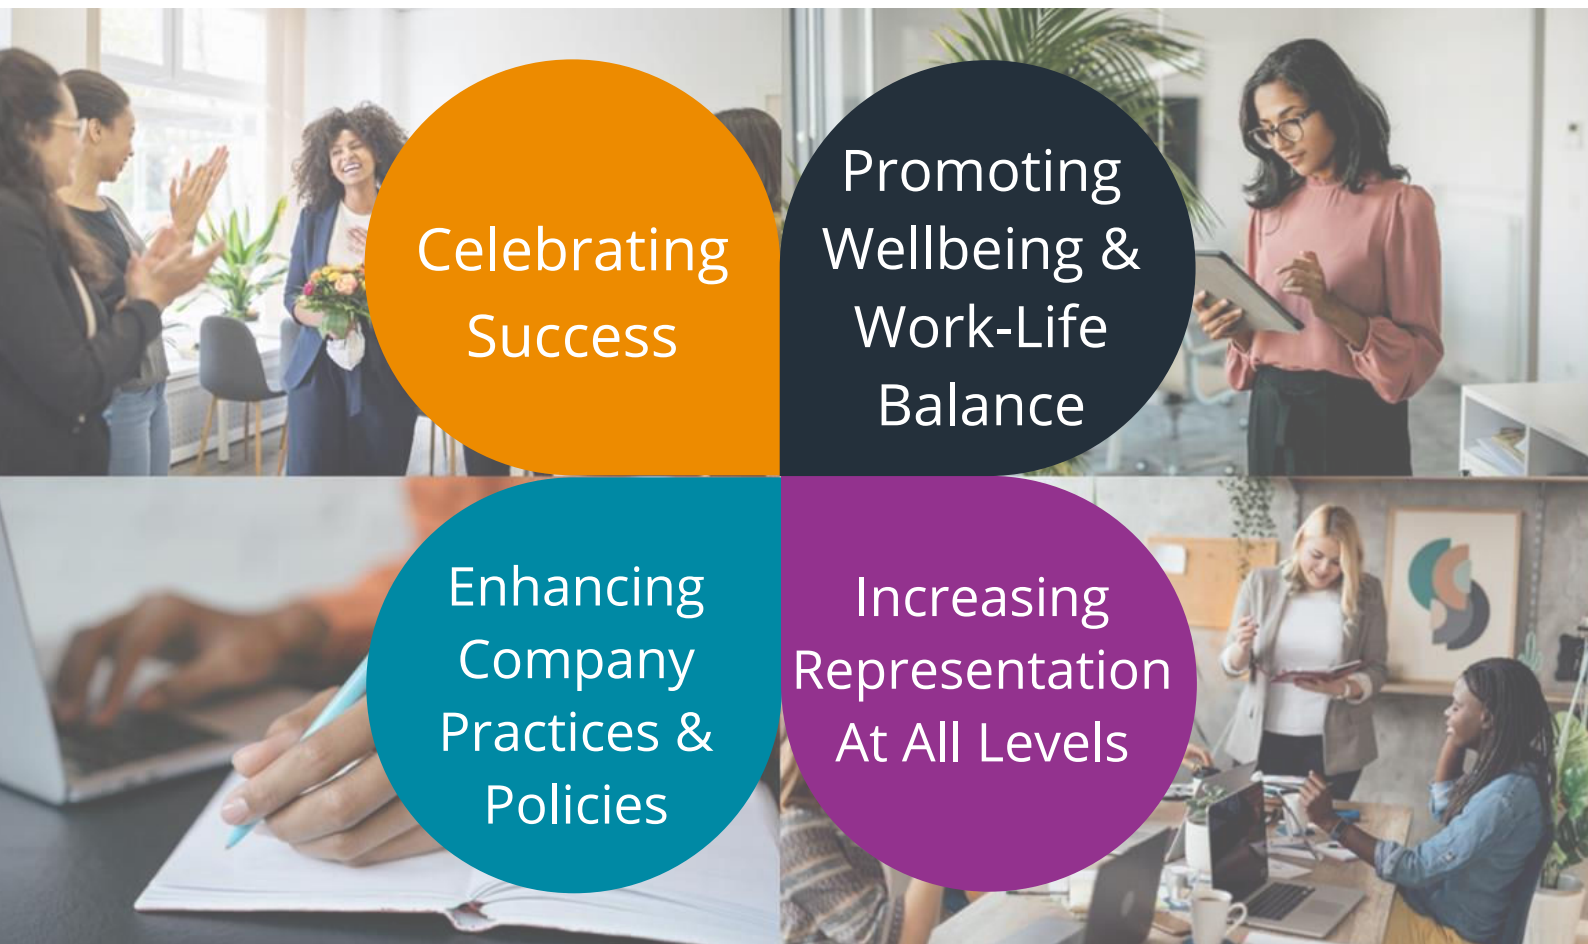 Celebrating
Success
Promoting
Wellbeing &
Work-Life
Balance
Enhancing
Company
Practices &
Policies
Increasing
Representation
At All Levels